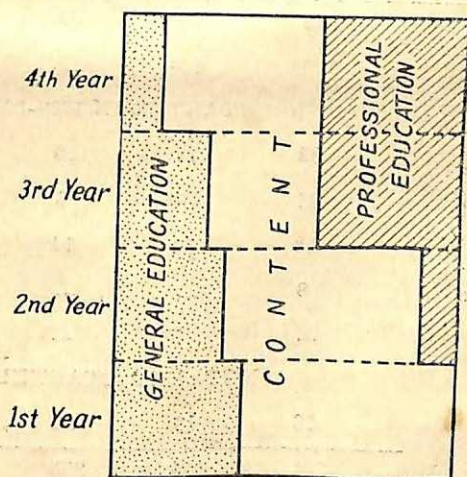 4th Year
3rd Year
2nd Year
1st Year
GENERAL EDUCATION
CONTENT
PROFESSIONAL
EDUCATION